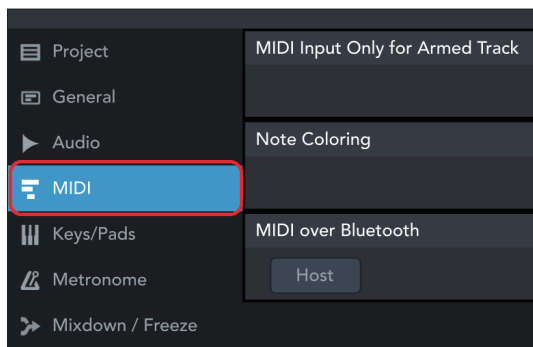 Project
General
Audio
MIDI
Keys/Pads
Metronome
Mixdown / Freeze
MIDI Input Only for Armed Track
Note Coloring
MIDI over Bluetooth
Host